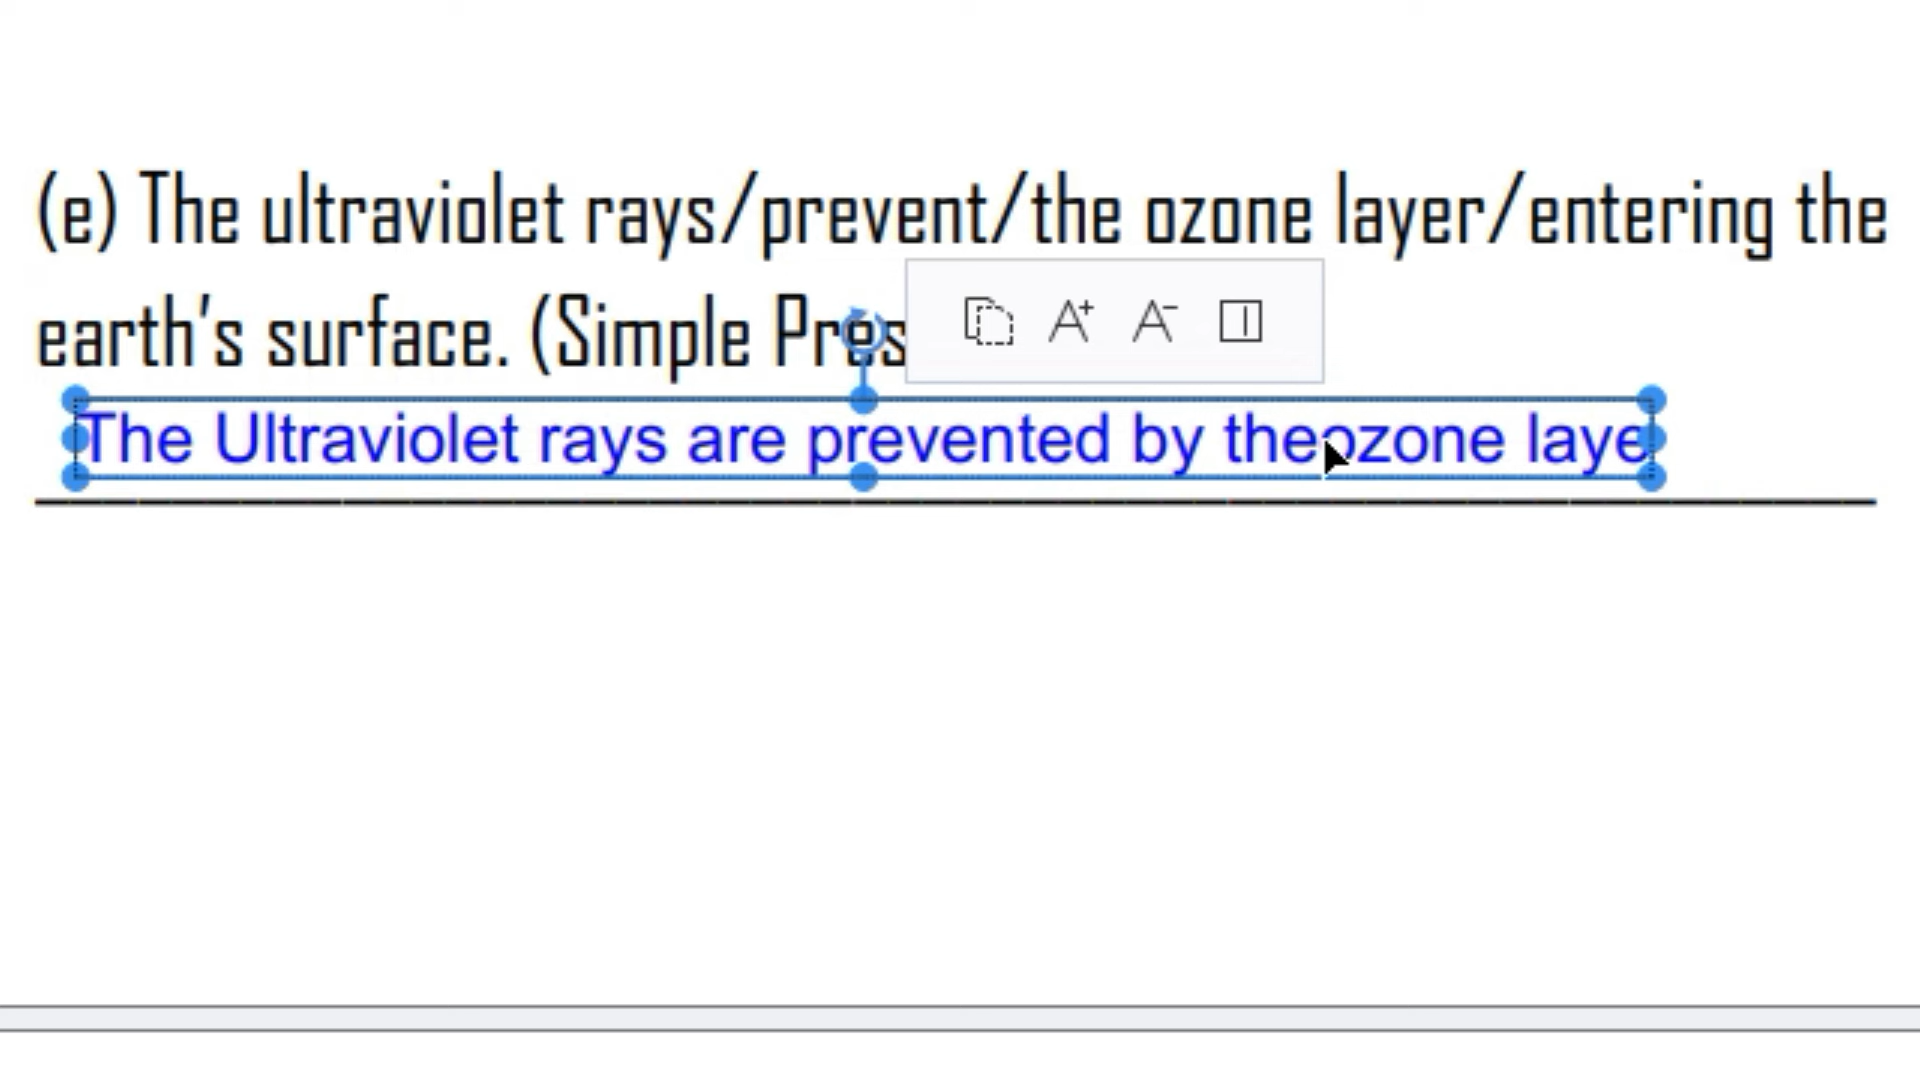 (e) The ultraviolet rays/prevent/the ozone layer/entering the
earth's surface. (Simple Pres
A+ A-
The Ultraviolet rays are prevented by theozone laye